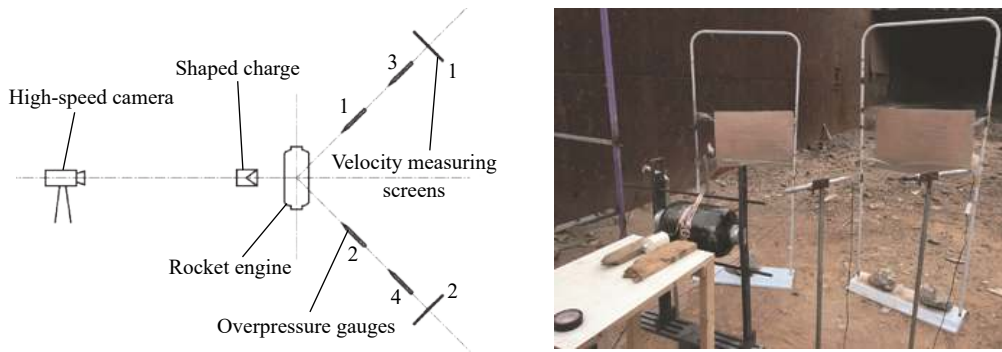 Shaped charge
High-speed camera
3
1
1
Velocity measuring
screens
2
Rocket engine
4
2
Overpressure gauges